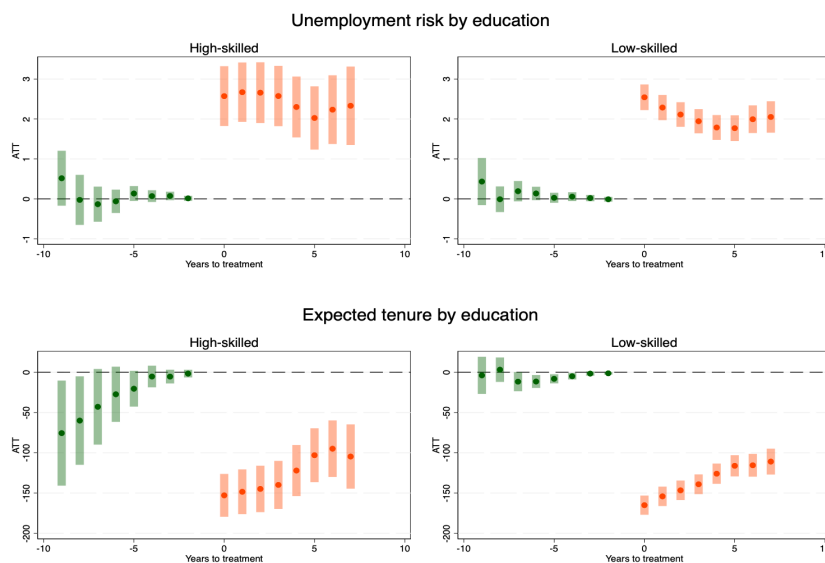 Unemployment risk by education
High-skilled
Low-skilled
3
2
1
0
-1
ATT
-10
-5
0
5
10
Years to treatment
3
2
1
0
-1
ATT
-10
-5
0
5
Years to treatment
Expected tenure by education
High-skilled
Low-skilled
0
-50
-100
-150
-200
ATT
-10
-5
0
5
10
Years to treatment
0
-50
-100
-150
-200
ATT
-10
-5
0
5
Years to treatment